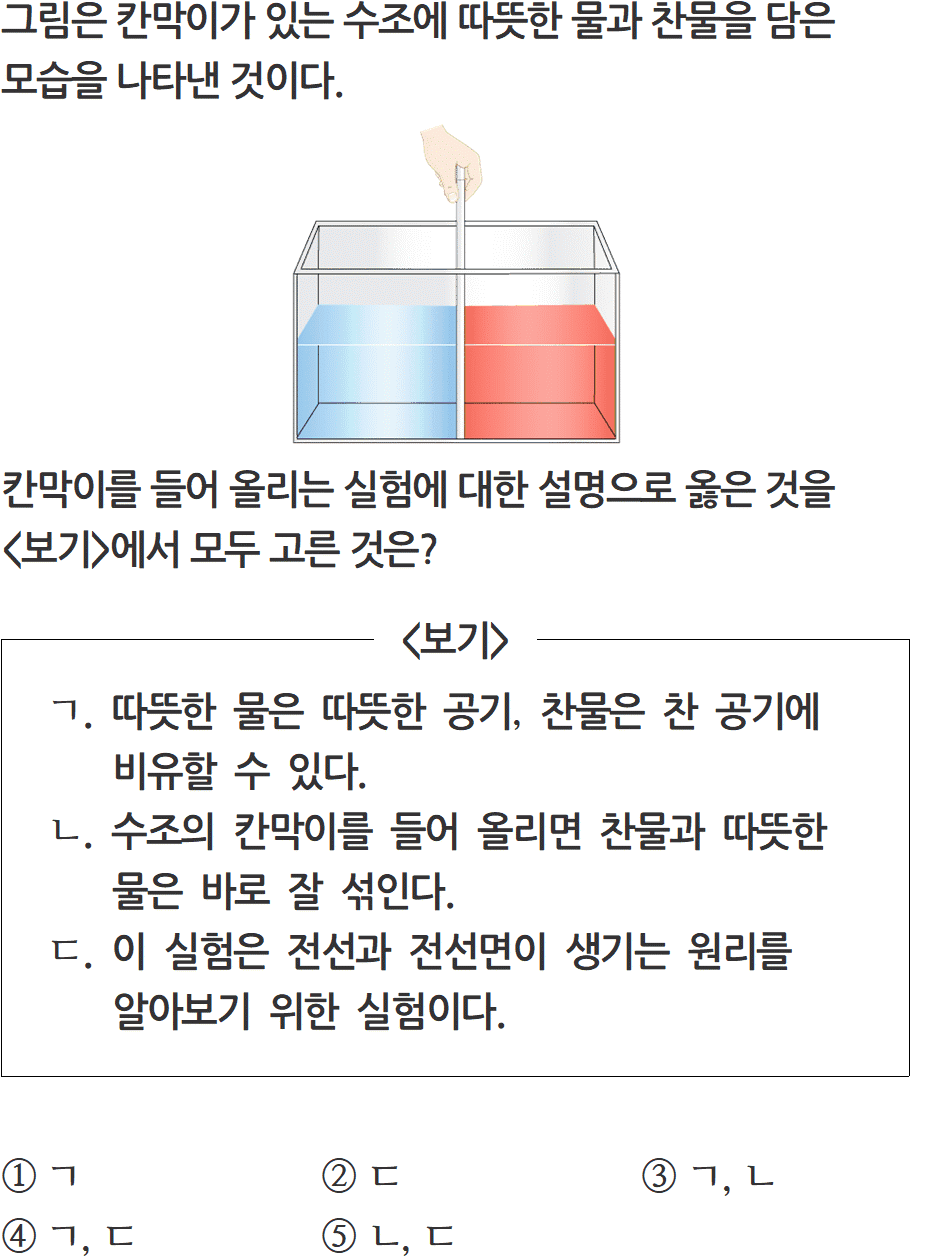 그림은 칸막이가 있는 수조에 따뜻한 물과 찬물을 담은
모습을 나타낸 것이다.
칸막이를 들어 올리는 실험에 대한 설명으로 옳은 것을
<보기>에서 모두 고른 것은?
<보기>
ㄱ. 따뜻한 물은 따뜻한 공기, 찬물은 찬 공기에
비유할 수 있다.
ㄴ. 수조의 칸막이를 들어 올리면 찬물과 따뜻한
물은 바로 잘 섞인다.
ㄷ. 이 실험은 전선과 전선면이 생기는 원리를
알아보기 위한 실험이다.
① ㄱ ② ㄷ ③ ㄱ, ㄴ
④ ㄱ, ㄷ ⑤ ㄴ, ㄷ